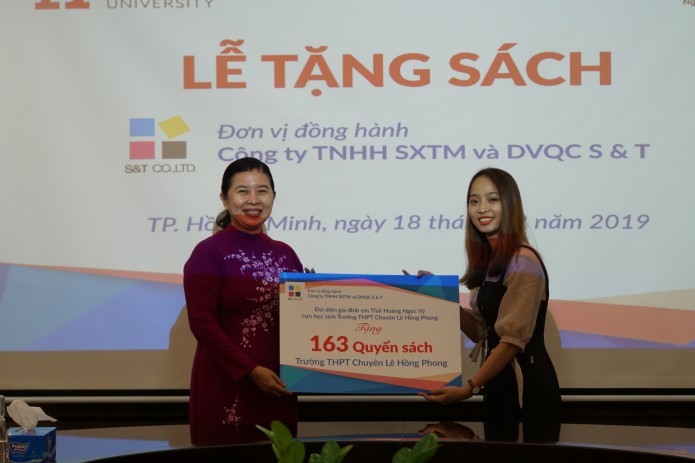 UNIVERSITY
LỄ TẶNG SÁCH
S&T CO.,LTD.
Đơn vị đồng hành
Công ty TNHH SXTM và DVQC S & T
TP. Hồ Minh, ngày 18 thá năm 2019
Đơn vị đồng hành
Công ty TNHH SXTM và DVQC S & T
Đại diện gia đình em Thái Hoàng Ngọc Vỹ
cựu học sinh Trường THPT Chuyên Lê Hồng Phong
Tặng
163 Quyển sách
Trường THPT Chuyên Lê Hồng Phong